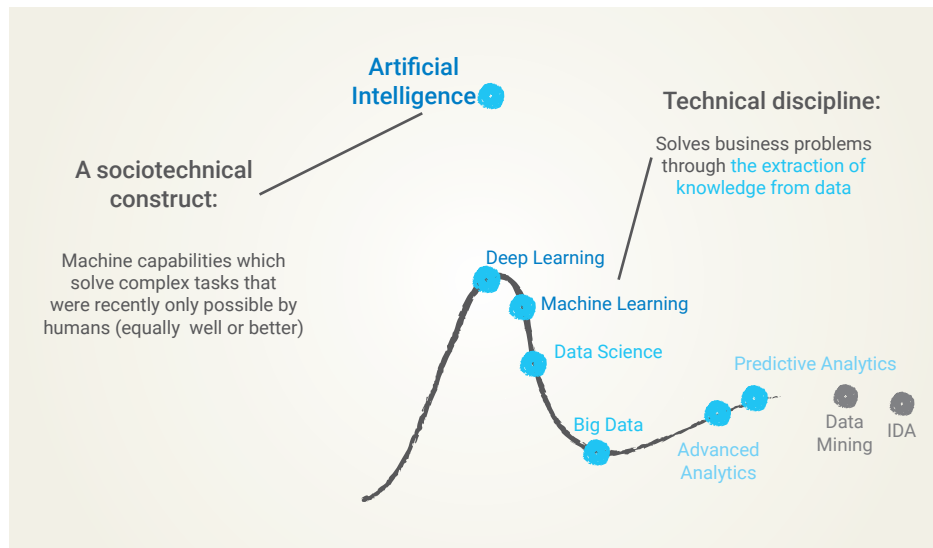 Artificial
Intelligence
Technical discipline:
Solves business problems
through the extraction of
knowledge from data
A sociotechnical
construct:
Machine capabilities which
solve complex tasks that
were recently only possible by
humans (equally well or better)
Deep Learning
Machine Learning
Data Science
Predictive Analytics
Big Data
Advanced
Analytics
Data
Mining
IDA